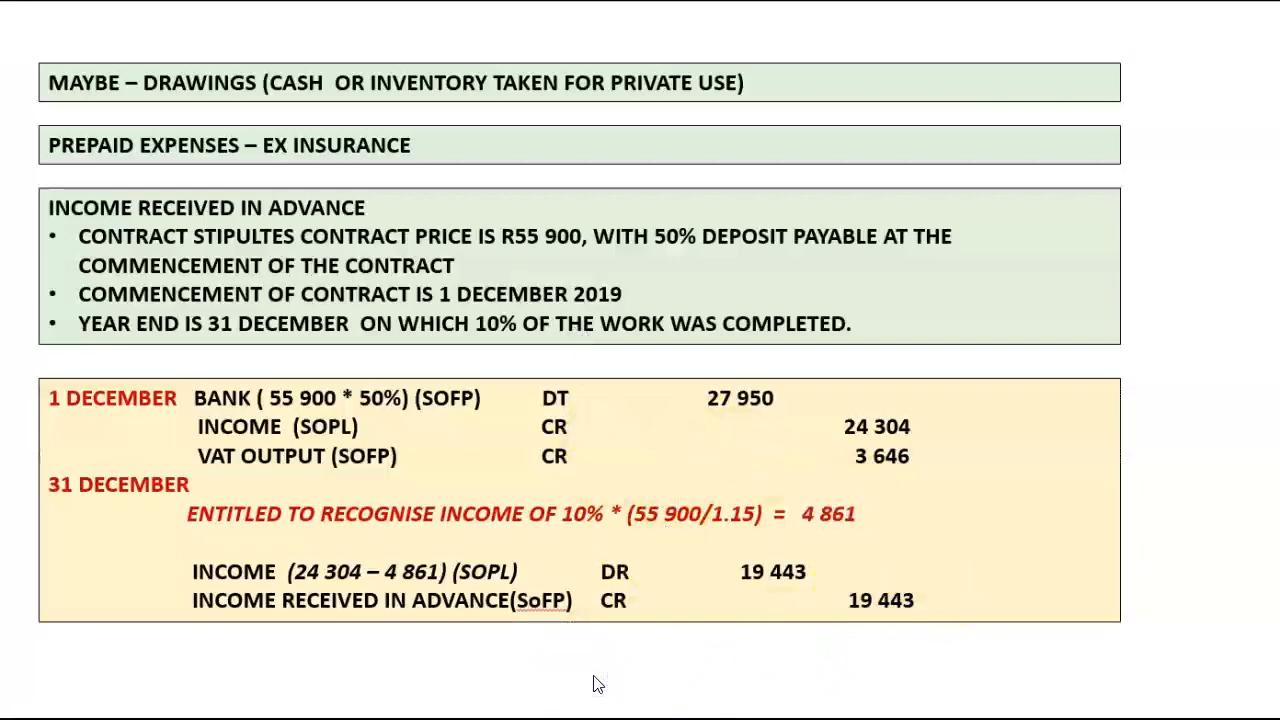 MAYBE – DRAWINGS (CASH OR INVENTORY TAKEN FOR PRIVATE USE)
PREPAID EXPENSES – EX INSURANCE
INCOME RECEIVED IN ADVANCE
• CONTRACT STIPULTES CONTRACT PRICE IS R55 900, WITH 50% DEPOSIT PAYABLE AT THE
COMMENCEMENT OF THE CONTRACT
• COMMENCEMENT OF CONTRACT IS 1 DECEMBER 2019
• YEAR END IS 31 DECEMBER ON WHICH 10% OF THE WORK WAS COMPLETED.
1 DECEMBER BANK ( 55 900 * 50%) (SOFP) DT 27 950
INCOME (SOPL) CR 24 304
VAT OUTPUT (SOFP) CR 3 646
31 DECEMBER
ENTITLED TO RECOGNISE INCOME OF 10% * (55 900/1.15) = 4 861
INCOME (24 304 – 4 861) (SOPL) DR 19 443
INCOME RECEIVED IN ADVANCE(SoFP) CR 19 443